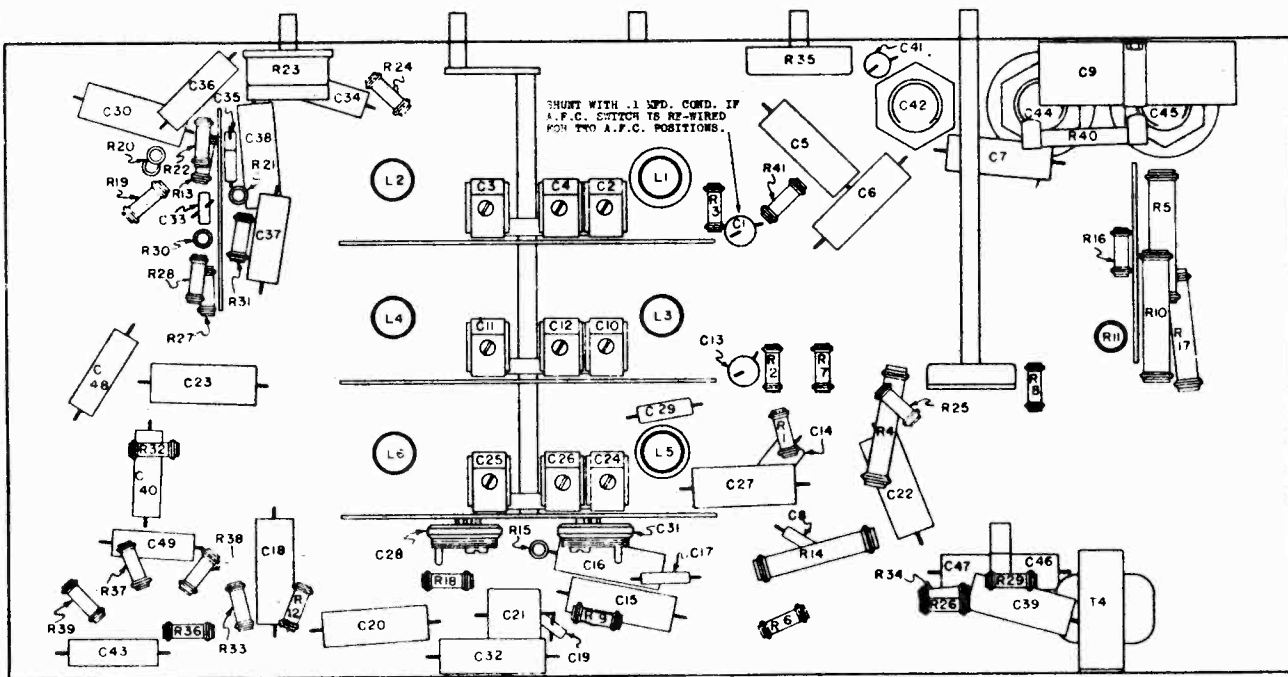 R23
R24
R35
C41
C9
C36
C30
C35
C34
C42
C44
C45
SHUNT WITH .1 MFD. COND. IF
A.F.C. SWITCH IS RE-WIRED
FOR TWO A.F.C. POSITIONS.
C38
R40
R20
R22
R21
C5
C7
R19
R13
L2
C3
C4
C2
L1
R41
C6
R3
C1
R5
C33
R30
C37
R16
R28
R31
R27
L4
C11
C12
C10
L3
C13
R10
R11
R17
C48
C23
R2
R7
R8
C29
R25
R1
C14
R4
R32
C40
L6
C25
C26
C24
L5
C27
C22
C49
R38
C18
C28
R15
C31
C8
R14
R37
C16
C17
R18
C47
C46
R34
R29
R39
R12
C15
R26
C39
T4
C21
R9
R6
R36
R33
C20
C43
C32
C19